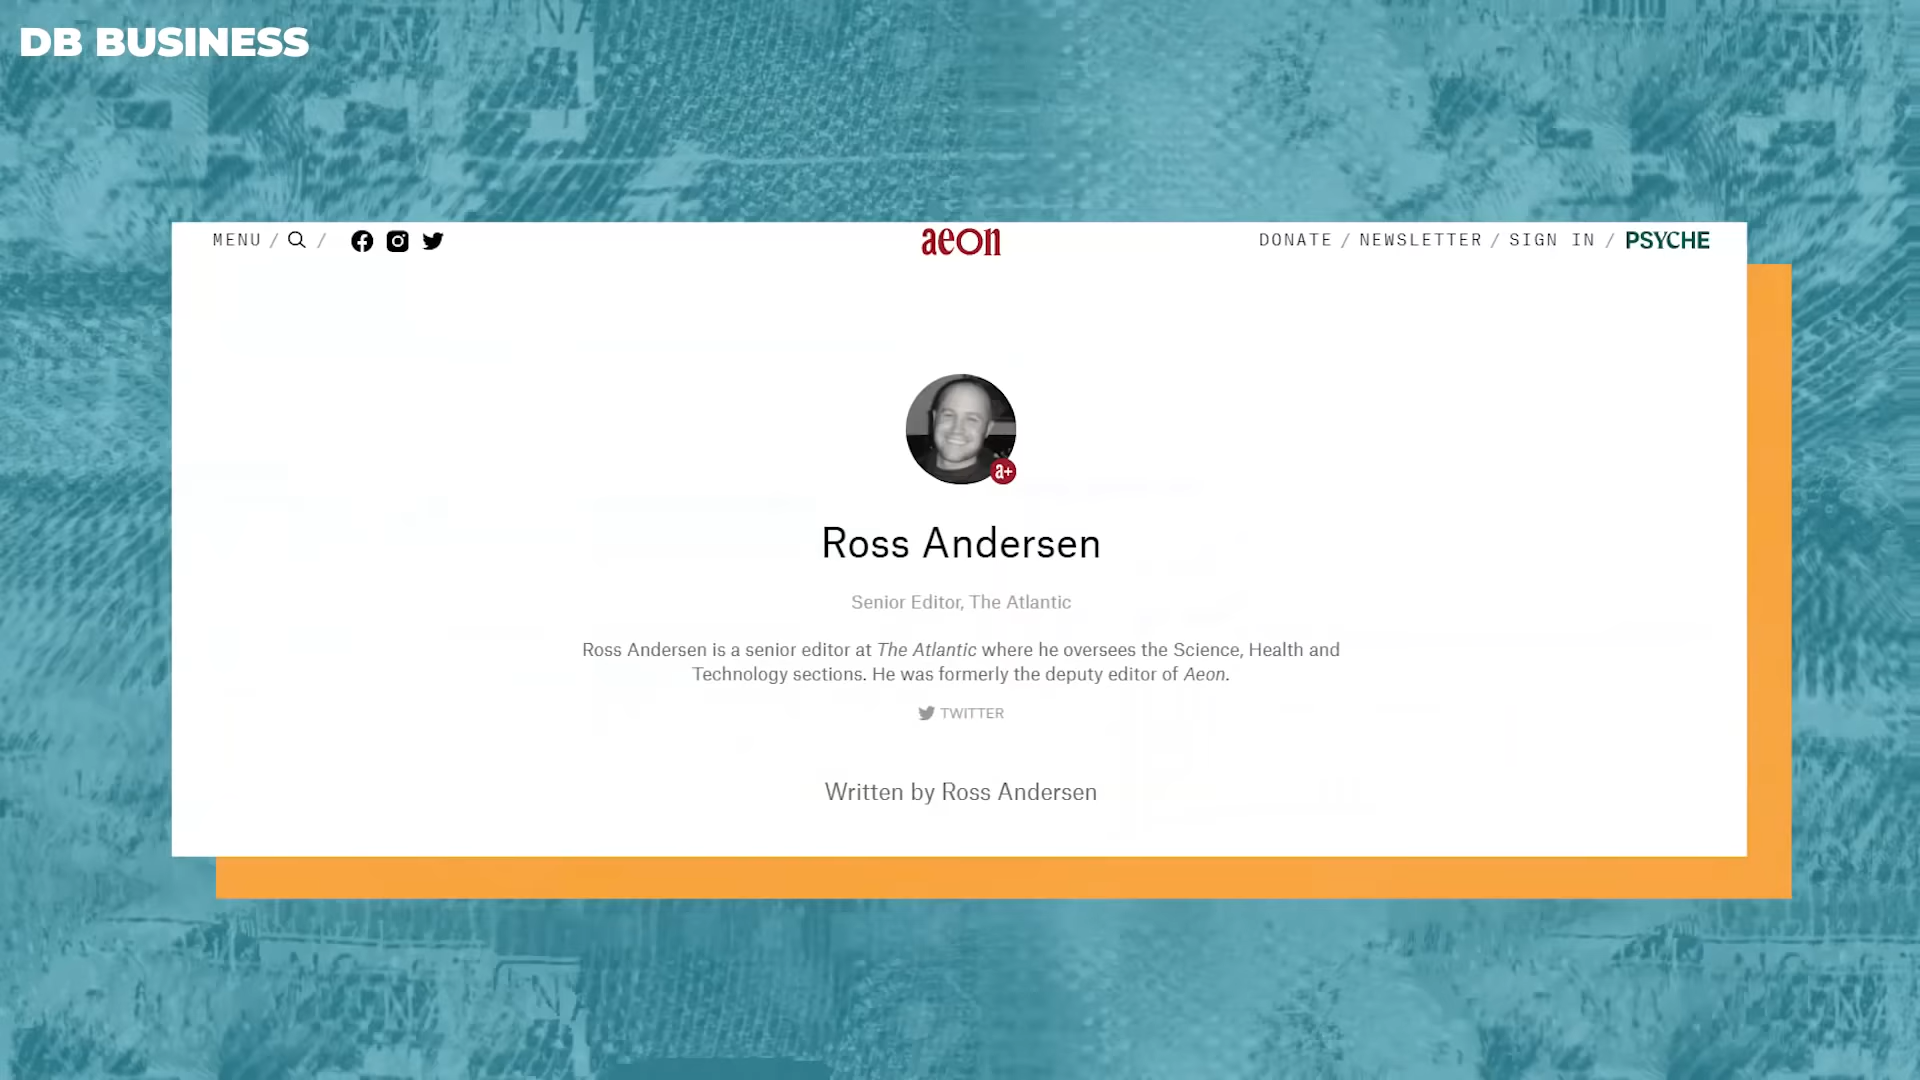 DB BUSINESS
MENU / / aeon DONATE / NEWSLETTER / SIGN IN / PSYCHE
a+
Ross Andersen
Senior Editor, The Atlantic
Ross Andersen is a senior editor at The Atlantic where he oversees the Science, Health and
Technology sections. He was formerly the deputy editor of Aeon.
TWITTER
Written by Ross Andersen